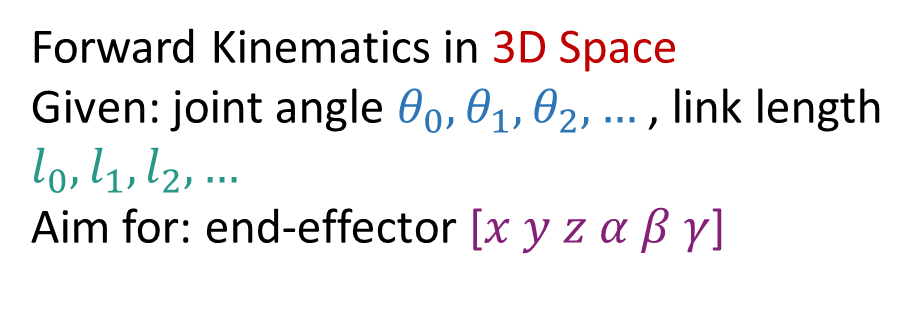 Forward Kinematics in 3D Space
Given: joint angle θ₀, θ₁, θ₂, … , link length
l₀, l₁, l₂, …
Aim for: end-effector [x y z α β γ]